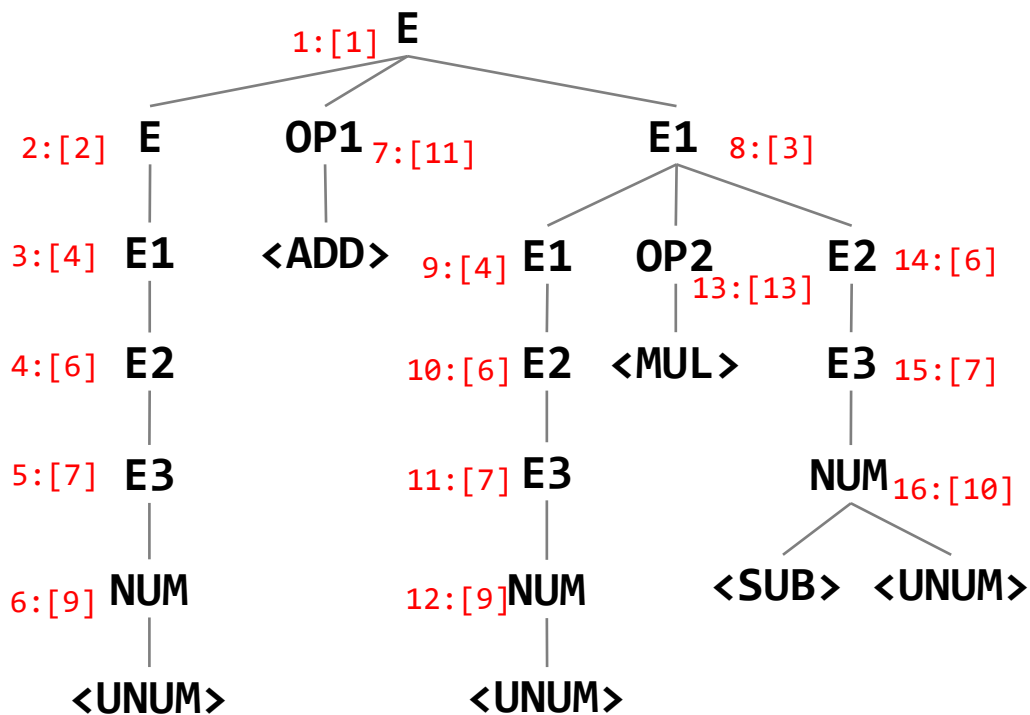 1:[1] E
2:[2] E OP1 7:[11] E1 8:[3]
3:[4] E1 <ADD> 9:[4] E1 OP2 13:[13] E2 14:[6]
4:[6] E2 10:[6] E2 <MUL> E3 15:[7]
5:[7] E3 11:[7] E3 NUM 16:[10]
6:[9] NUM 12:[9] NUM <SUB> <UNUM>
<UNUM> <UNUM>